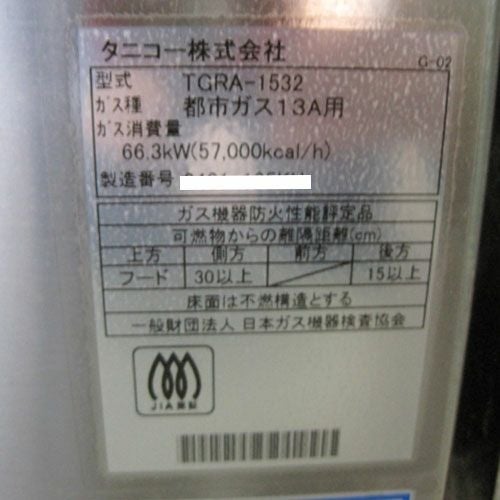 タニコー株式会社
G-02
型式 TGRA-1532
ガス種 都市ガス13A用
ガス消費量
66.3kW(57,000kcal/h)
製造番号
ガス機器防火性能評定品
可燃物からの離隔距離(cm)
上方 側方 前方 後方
フード 30以上 15以上
床面は不燃構造とする
一般財団法人 日本ガス機器検査協会
JIA認証